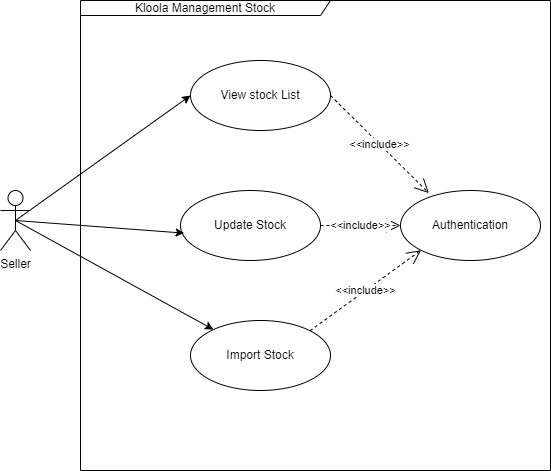 Kloola Management Stock
View stock List
<<include>>
Update Stock
<<include>>
Authentication
Seller
<<include>>
Import Stock